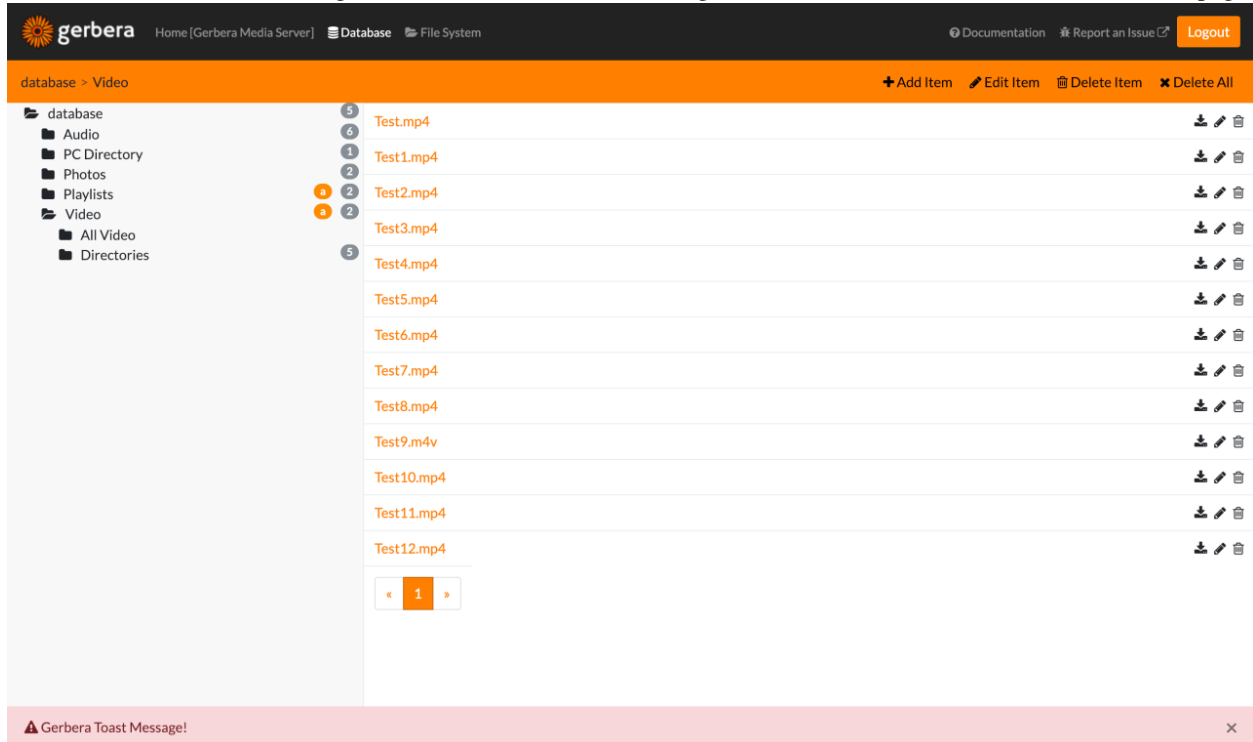 gerbera Home [Gerbera Media Server] Database File System Documentation Report an Issue Logout
database > Video Add Item Edit Item Delete Item Delete All
database 5
Audio 6
PC Directory 1
Photos 2
Playlists a 2
Video a 2
All Video
Directories 5
Test.mp4
Test1.mp4
Test2.mp4
Test3.mp4
Test4.mp4
Test5.mp4
Test6.mp4
Test7.mp4
Test8.mp4
Test9.m4v
Test10.mp4
Test11.mp4
Test12.mp4
« 1 »
Gerbera Toast Message! ×